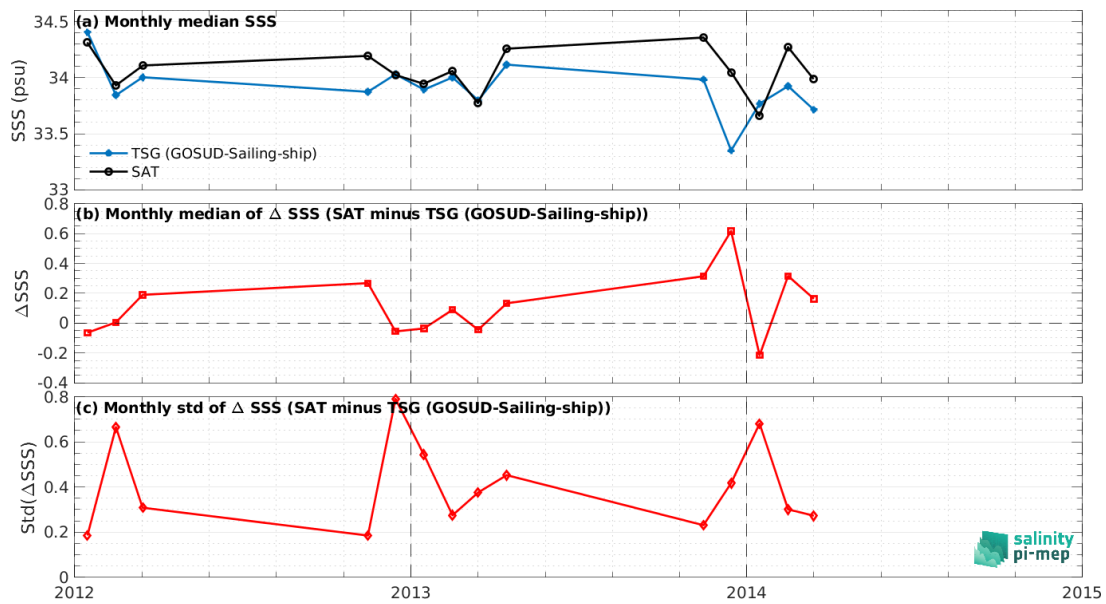 (a) Monthly median SSS
34.5
34
33.5
33
SSS (psu)
TSG (GOSUD-Sailing-ship)
SAT
(b) Monthly median of Δ SSS (SAT minus TSG (GOSUD-Sailing-ship))
0.8
0.6
0.4
0.2
0
-0.2
-0.4
ΔSSS
(c) Monthly std of Δ SSS (SAT minus TSG (GOSUD-Sailing-ship))
0.8
0.6
0.4
0.2
0
Std(ΔSSS)
salinity
pi-mep
2012
2013
2014
2015